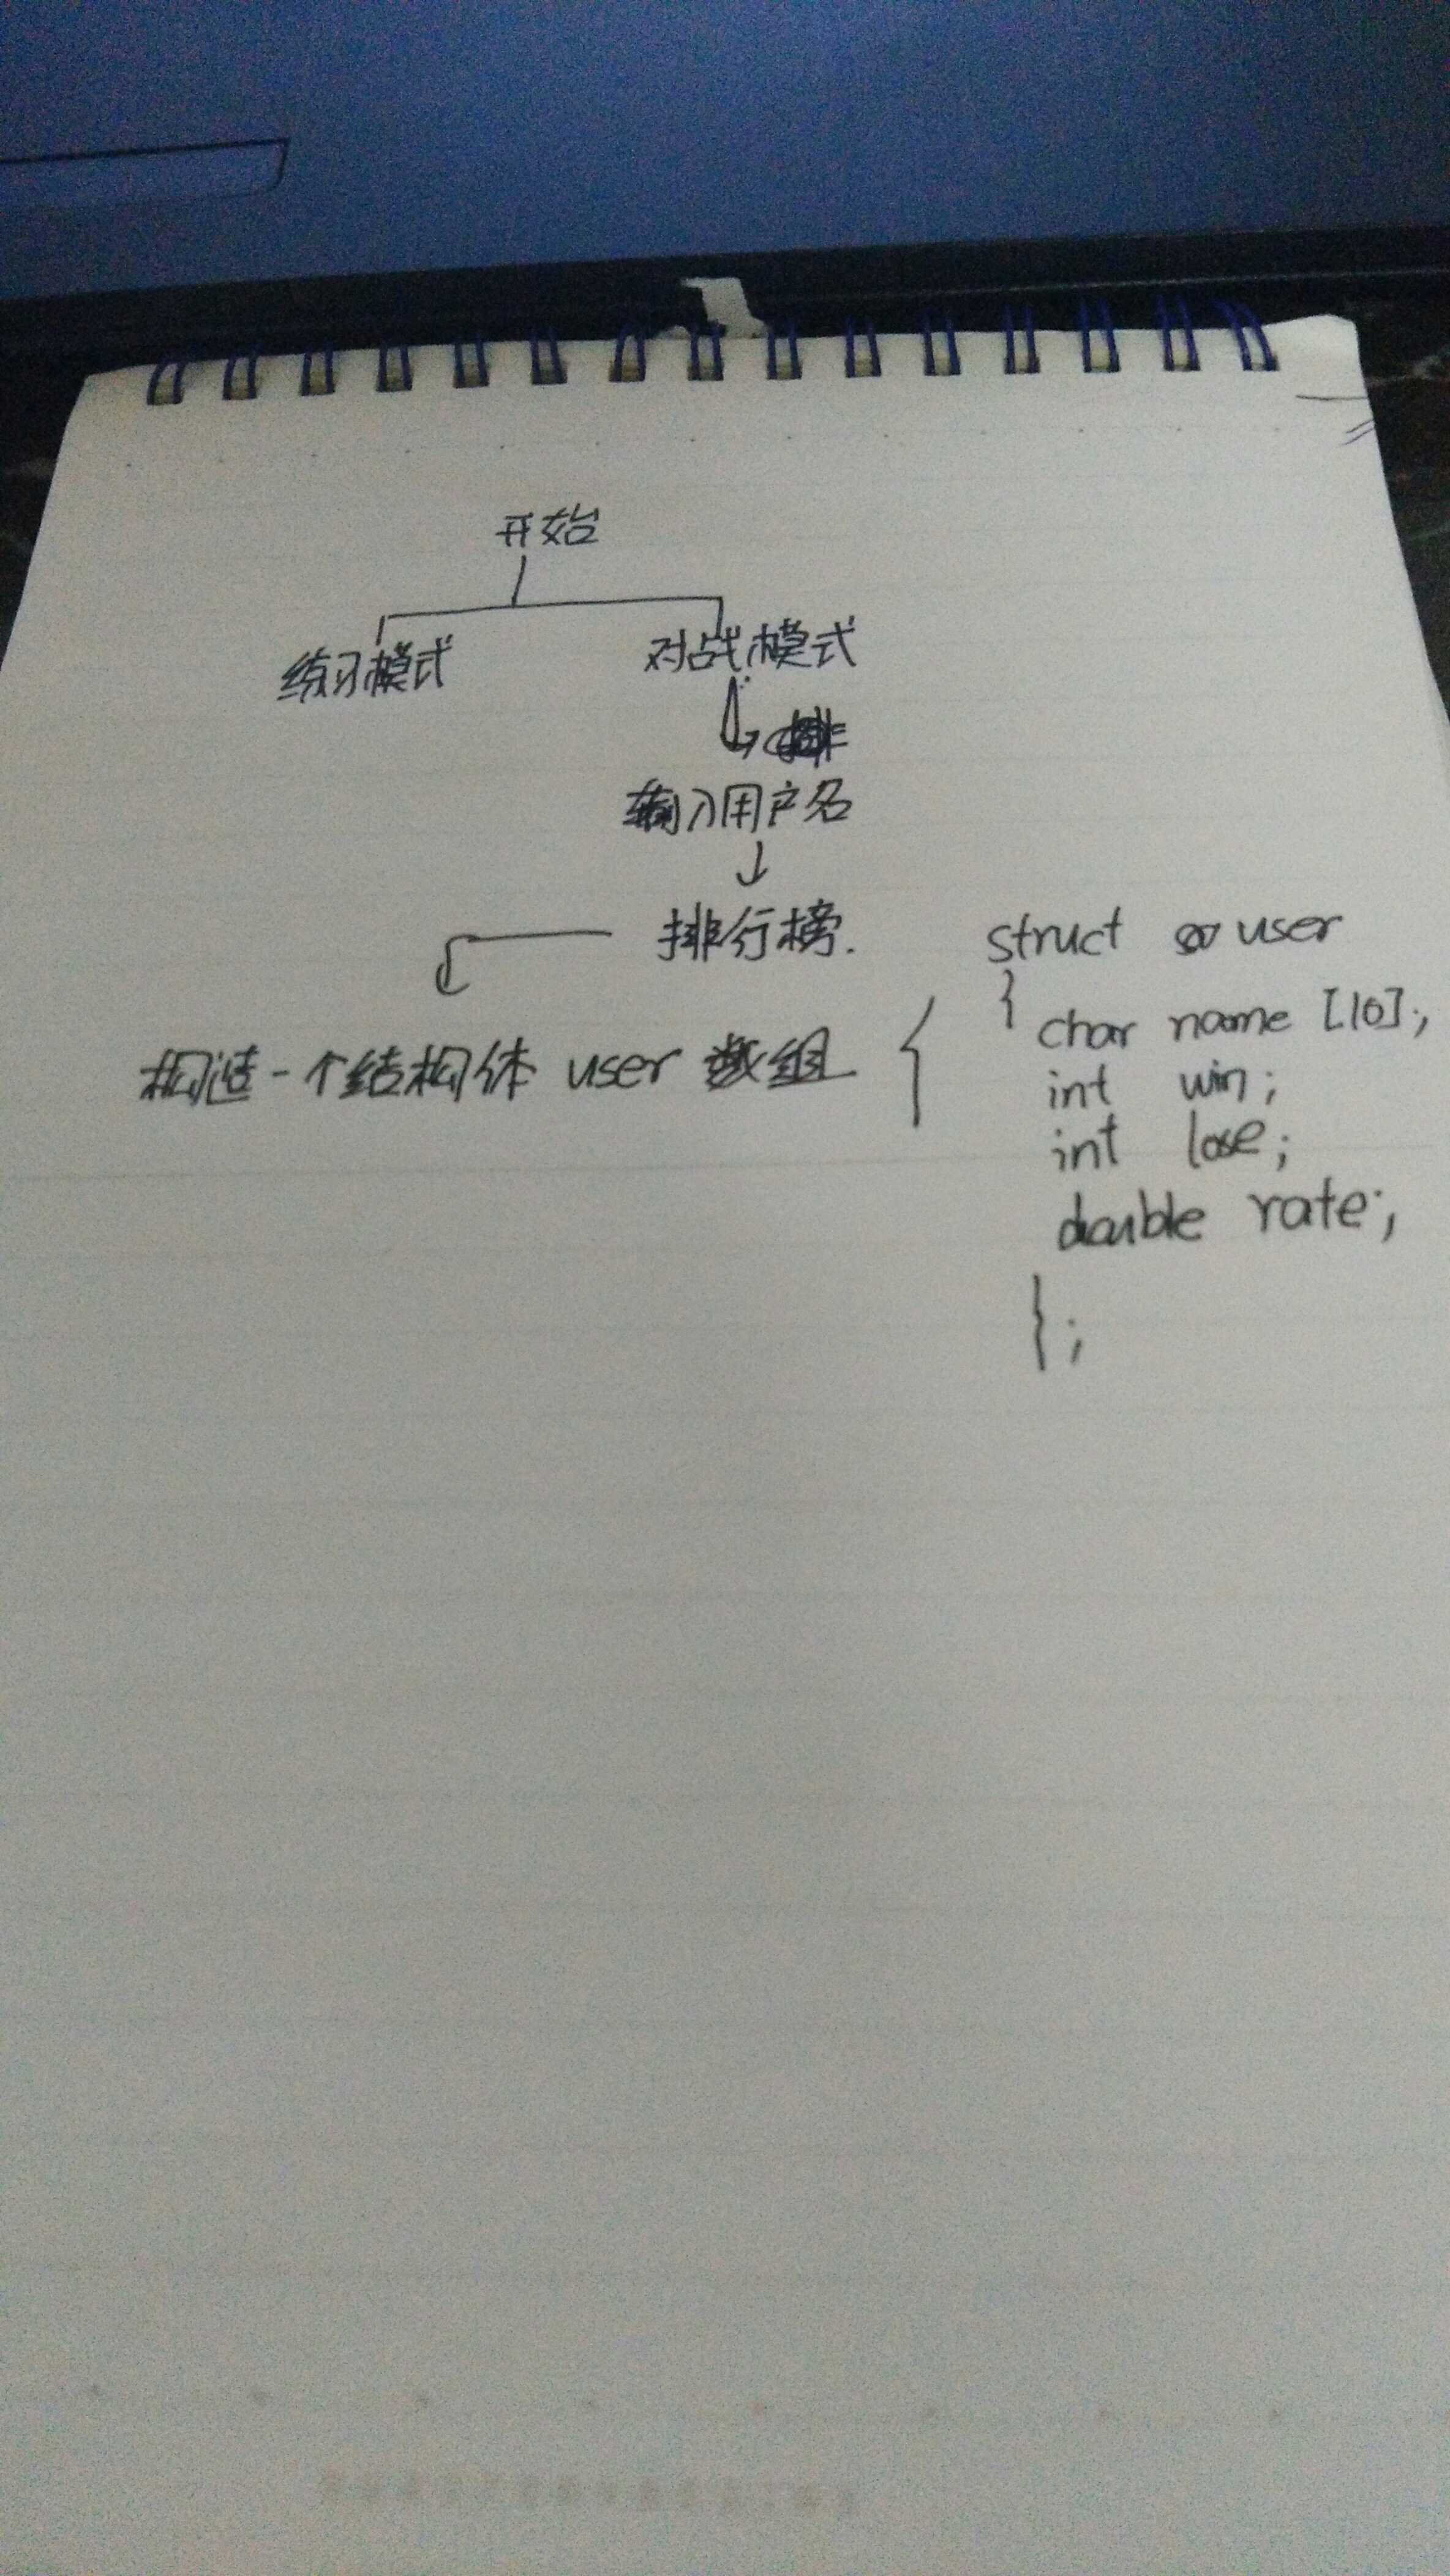 开始
练习模式 对战模式
输入用户名
排行榜.
构造一个结构体 user 数组
struct user
{
char name [10];
int win;
int lose;
double rate;
};